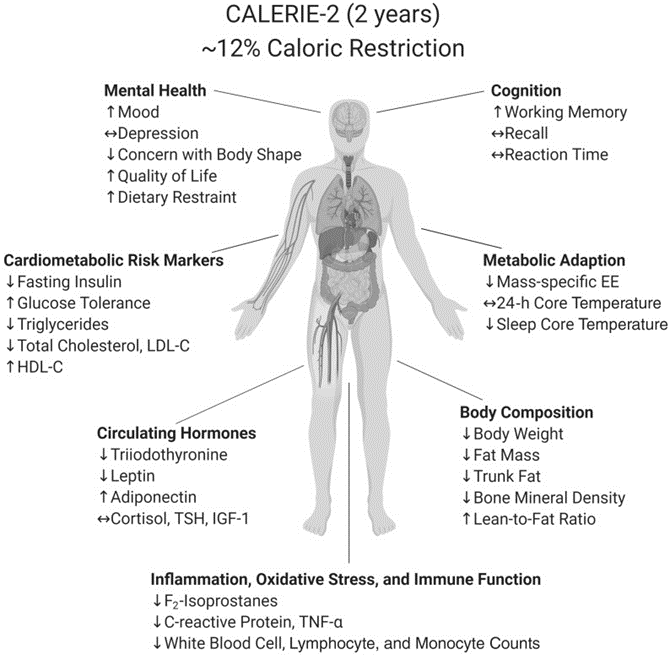 CALERIE-2 (2 years)
~12% Caloric Restriction
Mental Health
↑Mood
↔Depression
↓Concern with Body Shape
↑Quality of Life
↑Dietary Restraint
Cognition
↑Working Memory
↔Recall
↔Reaction Time
Cardiometabolic Risk Markers
↓Fasting Insulin
↑Glucose Tolerance
↓Triglycerides
↓Total Cholesterol, LDL-C
↑HDL-C
Metabolic Adaption
↓Mass-specific EE
↔24-h Core Temperature
↓Sleep Core Temperature
Circulating Hormones
↓Triiodothyronine
↓Leptin
↑Adiponectin
↔Cortisol, TSH, IGF-1
Body Composition
↓Body Weight
↓Fat Mass
↓Trunk Fat
↓Bone Mineral Density
↑Lean-to-Fat Ratio
Inflammation, Oxidative Stress, and Immune Function
↓F₂-Isoprostanes
↓C-reactive Protein, TNF-α
↓White Blood Cell, Lymphocyte, and Monocyte Counts